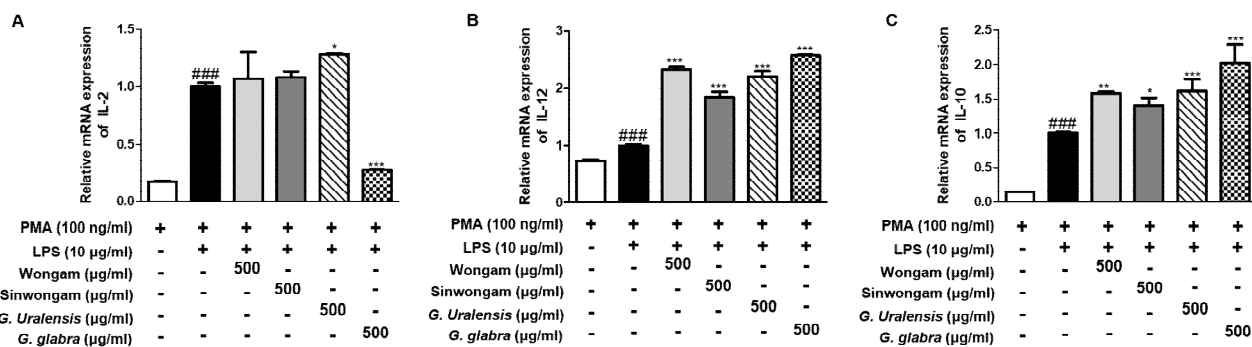 A
Relative mRNA expression
of IL-2
1.5
1.0
0.5
0.0
###
*
***
PMA (100 ng/ml) + + + + + +
LPS (10 µg/ml) - + + + + +
Wongam (µg/ml) - - 500 - - -
Sinwongam (µg/ml) - - - 500 - -
G. Uralensis (µg/ml) - - - - 500 -
G. glabra (µg/ml) - - - - - 500
B
Relative mRNA expression
of IL-12
3
2
1
0
###
***
***
***
***
PMA (100 ng/ml) + + + + + +
LPS (10 µg/ml) - + + + + +
Wongam (µg/ml) - - 500 - - -
Sinwongam (µg/ml) - - - 500 - -
G. Uralensis (µg/ml) - - - - 500 -
G. glabra (µg/ml) - - - - - 500
C
Relative mRNA expression
of IL-10
2.5
2.0
1.5
1.0
0.5
0.0
###
**
*
***
***
PMA (100 ng/ml) + + + + + +
LPS (10 µg/ml) - + + + + +
Wongam (µg/ml) - - 500 - - -
Sinwongam (µg/ml) - - - 500 - -
G. Uralensis (µg/ml) - - - - 500 -
G. glabra (µg/ml) - - - - - 500